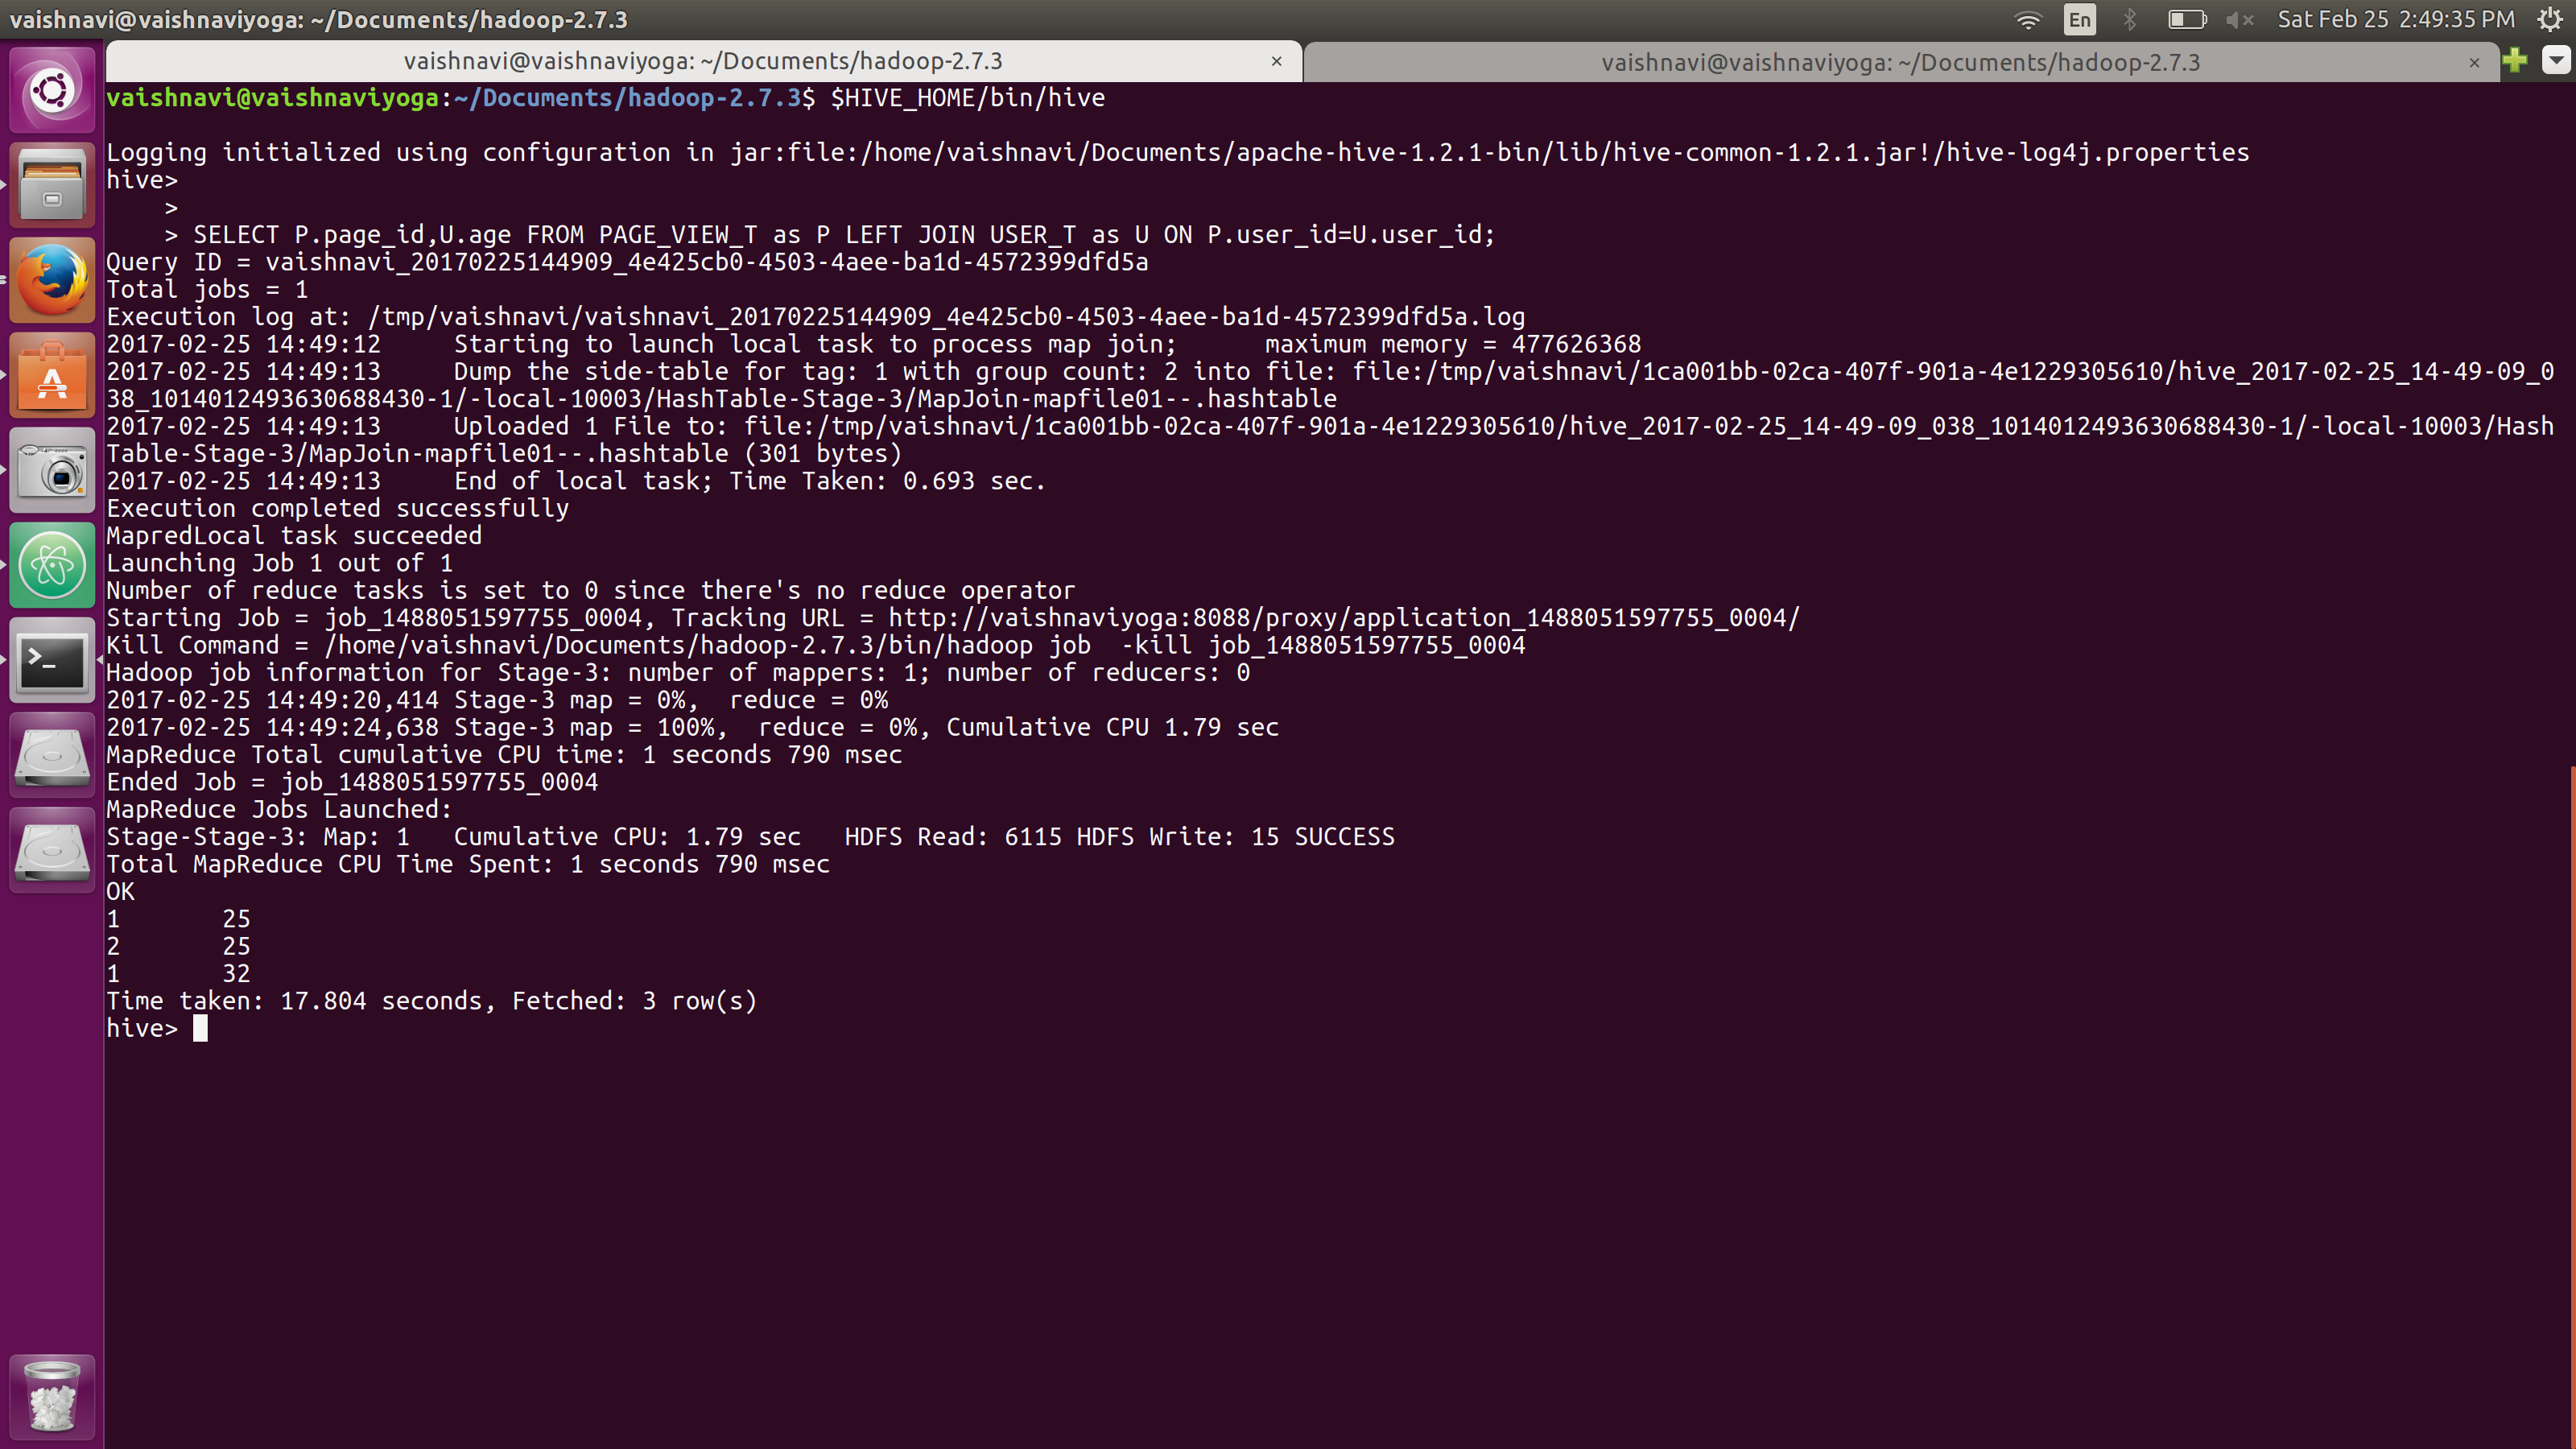 vaishnavi@vaishnaviyoga: ~/Documents/hadoop-2.7.3
En
Sat Feb 25 2:49:35 PM
vaishnavi@vaishnaviyoga: ~/Documents/hadoop-2.7.3 ×
vaishnavi@vaishnaviyoga: ~/Documents/hadoop-2.7.3 ×
vaishnavi@vaishnaviyoga:~/Documents/hadoop-2.7.3$ $HIVE_HOME/bin/hive
Logging initialized using configuration in jar:file:/home/vaishnavi/Documents/apache-hive-1.2.1-bin/lib/hive-common-1.2.1.jar!/hive-log4j.properties
hive>
    >
    > SELECT P.page_id,U.age FROM PAGE_VIEW_T as P LEFT JOIN USER_T as U ON P.user_id=U.user_id;
Query ID = vaishnavi_20170225144909_4e425cb0-4503-4aee-ba1d-4572399dfd5a
Total jobs = 1
Execution log at: /tmp/vaishnavi/vaishnavi_20170225144909_4e425cb0-4503-4aee-ba1d-4572399dfd5a.log
2017-02-25 14:49:12     Starting to launch local task to process map join;      maximum memory = 477626368
2017-02-25 14:49:13     Dump the side-table for tag: 1 with group count: 2 into file: file:/tmp/vaishnavi/1ca001bb-02ca-407f-901a-4e1229305610/hive_2017-02-25_14-49-09_0
38_1014012493630688430-1/-local-10003/HashTable-Stage-3/MapJoin-mapfile01--.hashtable
2017-02-25 14:49:13     Uploaded 1 File to: file:/tmp/vaishnavi/1ca001bb-02ca-407f-901a-4e1229305610/hive_2017-02-25_14-49-09_038_1014012493630688430-1/-local-10003/Hash
Table-Stage-3/MapJoin-mapfile01--.hashtable (301 bytes)
2017-02-25 14:49:13     End of local task; Time Taken: 0.693 sec.
Execution completed successfully
MapredLocal task succeeded
Launching Job 1 out of 1
Number of reduce tasks is set to 0 since there's no reduce operator
Starting Job = job_1488051597755_0004, Tracking URL = http://vaishnaviyoga:8088/proxy/application_1488051597755_0004/
Kill Command = /home/vaishnavi/Documents/hadoop-2.7.3/bin/hadoop job  -kill job_1488051597755_0004
Hadoop job information for Stage-3: number of mappers: 1; number of reducers: 0
2017-02-25 14:49:20,414 Stage-3 map = 0%,  reduce = 0%
2017-02-25 14:49:24,638 Stage-3 map = 100%,  reduce = 0%, Cumulative CPU 1.79 sec
MapReduce Total cumulative CPU time: 1 seconds 790 msec
Ended Job = job_1488051597755_0004
MapReduce Jobs Launched:
Stage-Stage-3: Map: 1   Cumulative CPU: 1.79 sec   HDFS Read: 6115 HDFS Write: 15 SUCCESS
Total MapReduce CPU Time Spent: 1 seconds 790 msec
OK
1       25
2       25
1       32
Time taken: 17.804 seconds, Fetched: 3 row(s)
hive>